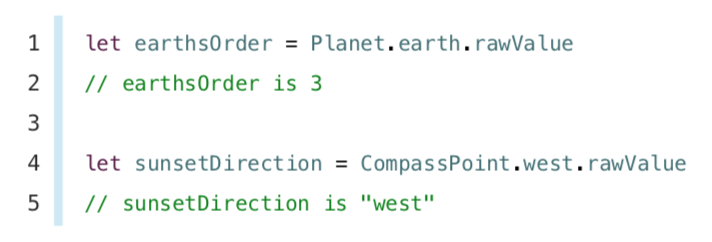 1 let earthsOrder = Planet.earth.rawValue
2 // earthsOrder is 3
3
4 let sunsetDirection = CompassPoint.west.rawValue
5 // sunsetDirection is "west"